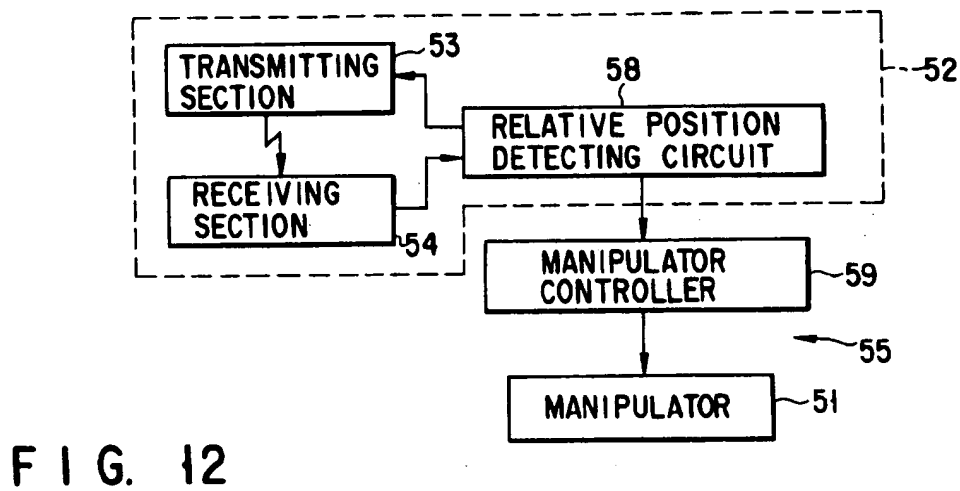 53
TRANSMITTING
SECTION
58
52
RELATIVE POSITION
DETECTING CIRCUIT
RECEIVING
SECTION
54
MANIPULATOR
CONTROLLER
59
55
MANIPULATOR
51
FIG. 12